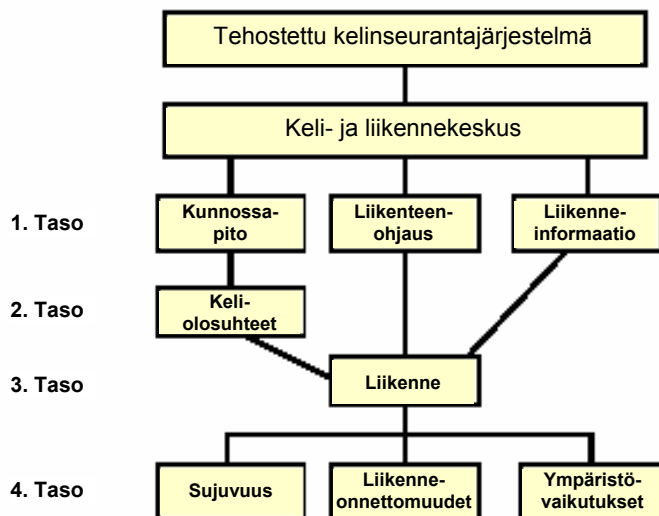 Tehostettu kelinseurantajärjestelmä
Keli- ja liikennekeskus
1. Taso
Kunnossa-
pito
Liikenteen-
ohjaus
Liikenne-
informaatio
2. Taso
Keli-
olosuhteet
3. Taso
Liikenne
4. Taso
Sujuvuus
Liikenne-
onnettomuudet
Ympäristö-
vaikutukset